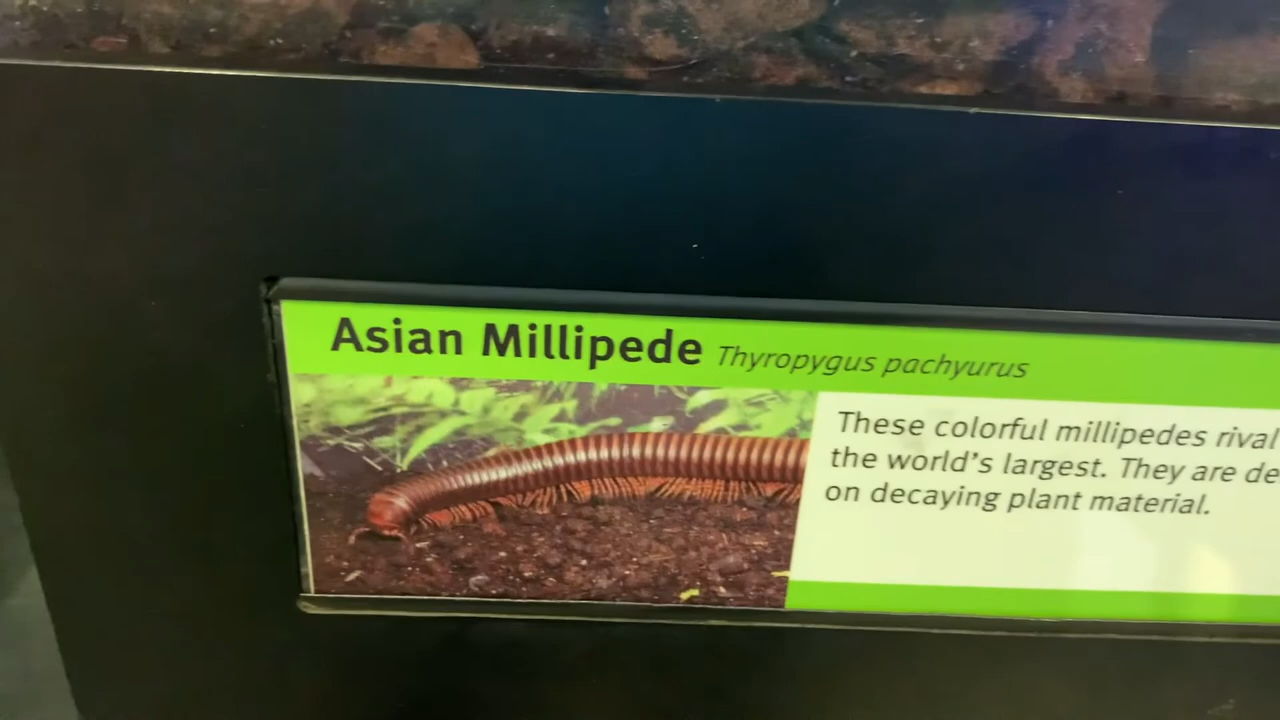 Asian Millipede Thyropygus pachyurus
These colorful millipedes rival
the world's largest. They are
on decaying plant material.